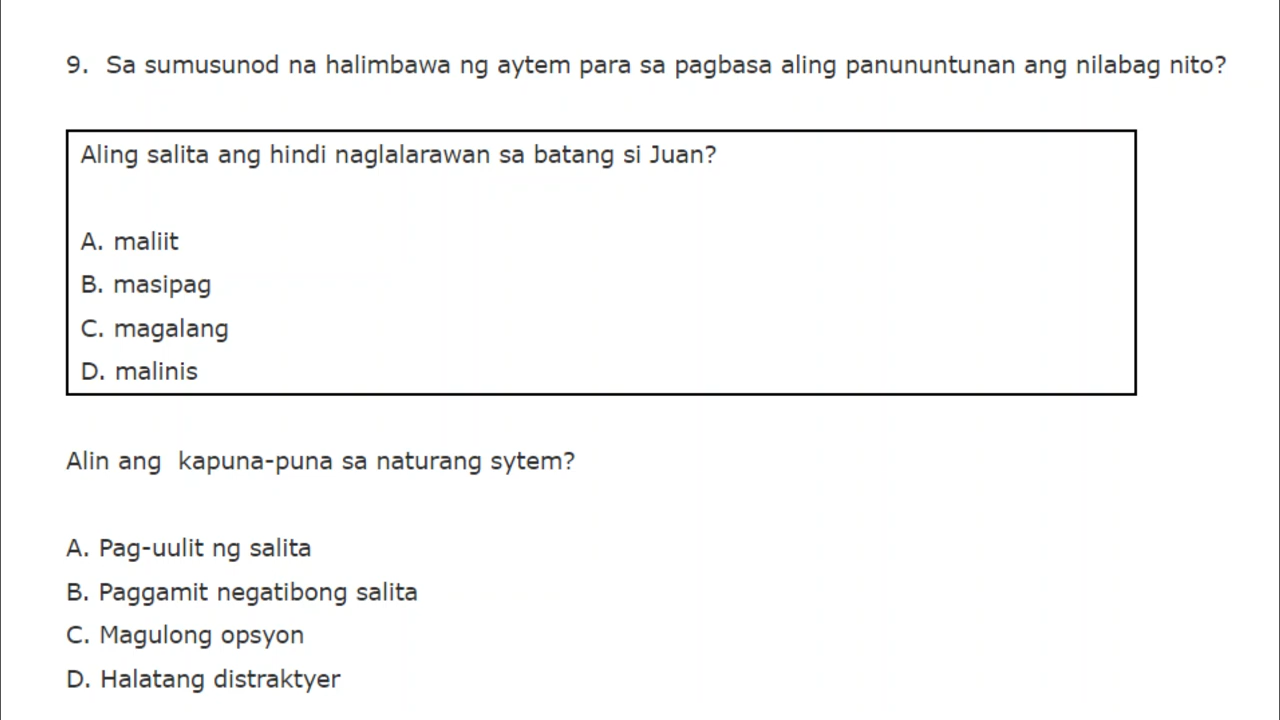 9. Sa sumusunod na halimbawa ng aytem para sa pagbasa aling panununtunan ang nilabag nito?
Aling salita ang hindi naglalarawan sa batang si Juan?
A. maliit
B. masipag
C. magalang
D. malinis
Alin ang kapuna-puna sa naturang sytem?
A. Pag-uulit ng salita
B. Paggamit negatibong salita
C. Magulong opsyon
D. Halatang distraktyer